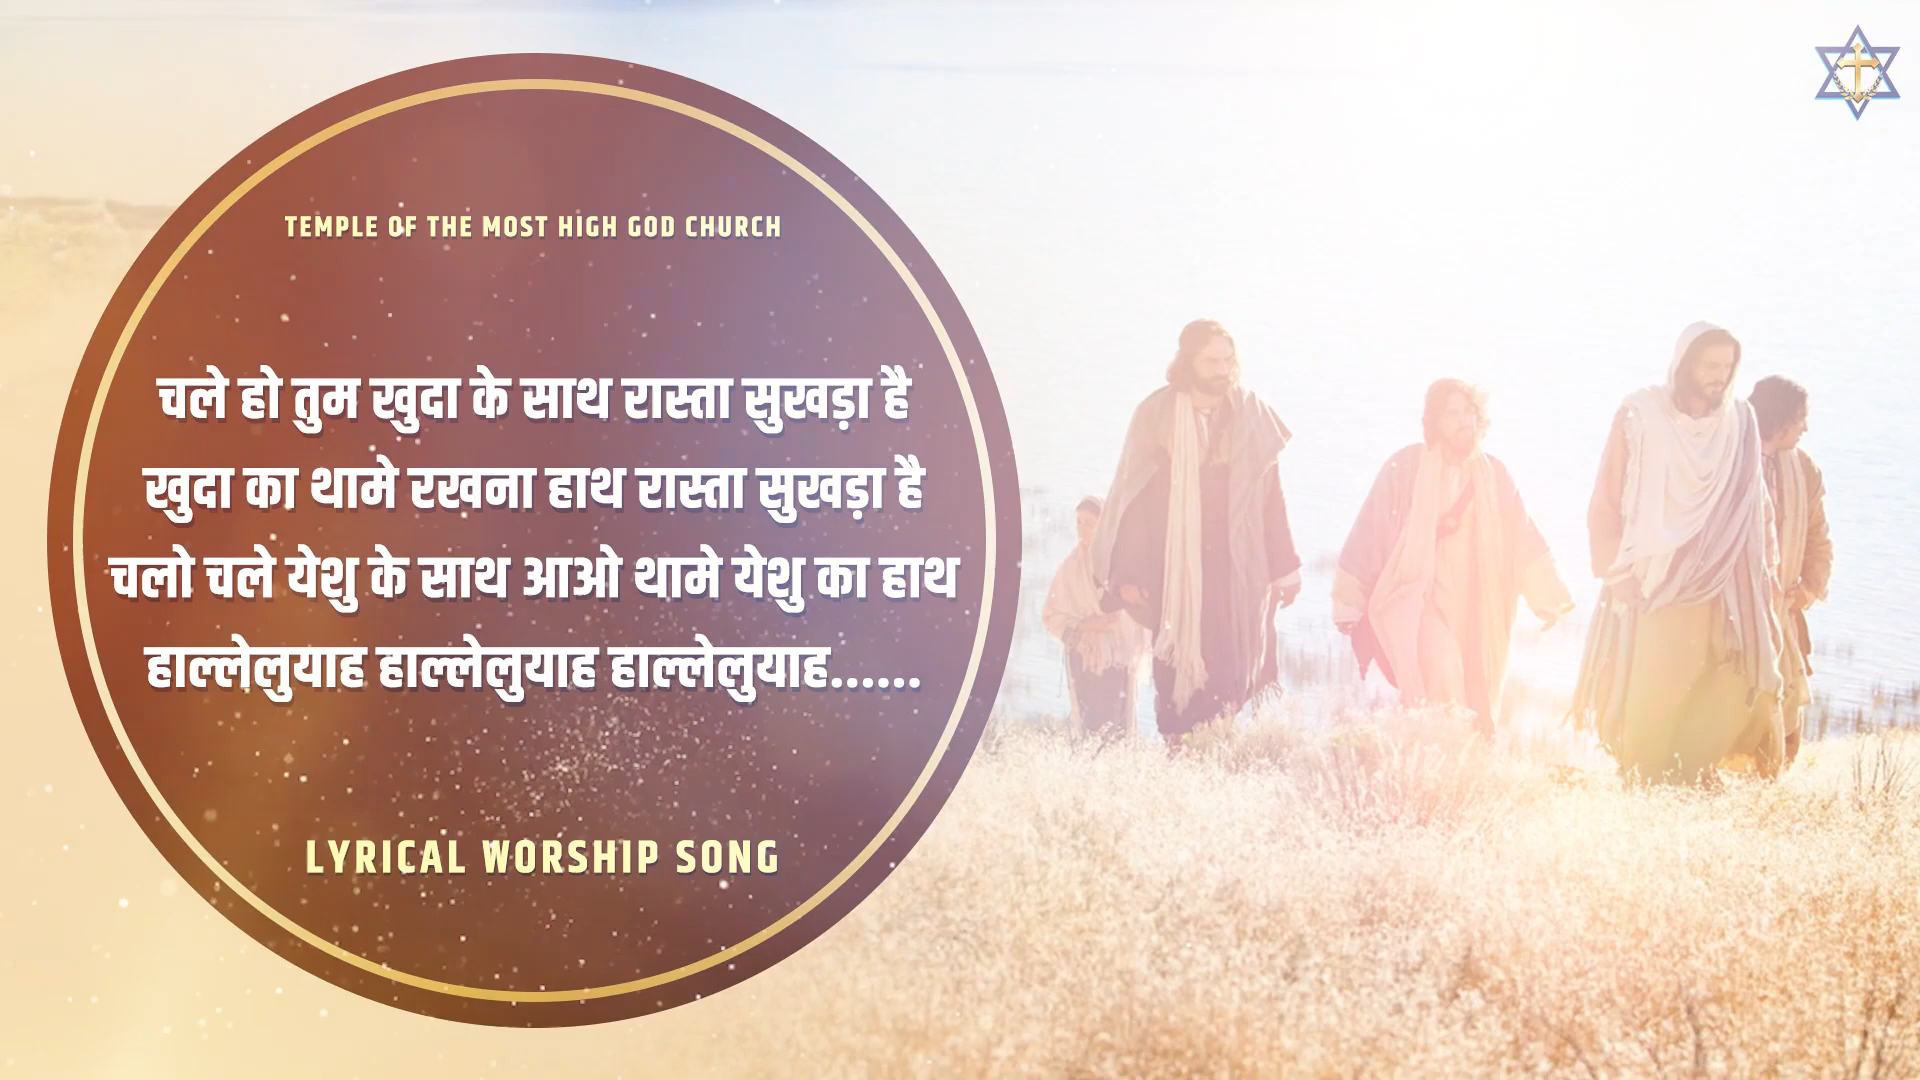 TEMPLE OF THE MOST HIGH GOD CHURCH
चले हो तुम खुदा के साथ रास्ता सुखड़ा है
खुदा का थामे रखना हाथ रास्ता सुखड़ा है
चलो चले येशु के साथ आओ थामे येशु का हाथ
हाल्लेलुयाह हाल्लेलुयाह हाल्लेलुयाह......
LYRICAL WORSHIP SONG